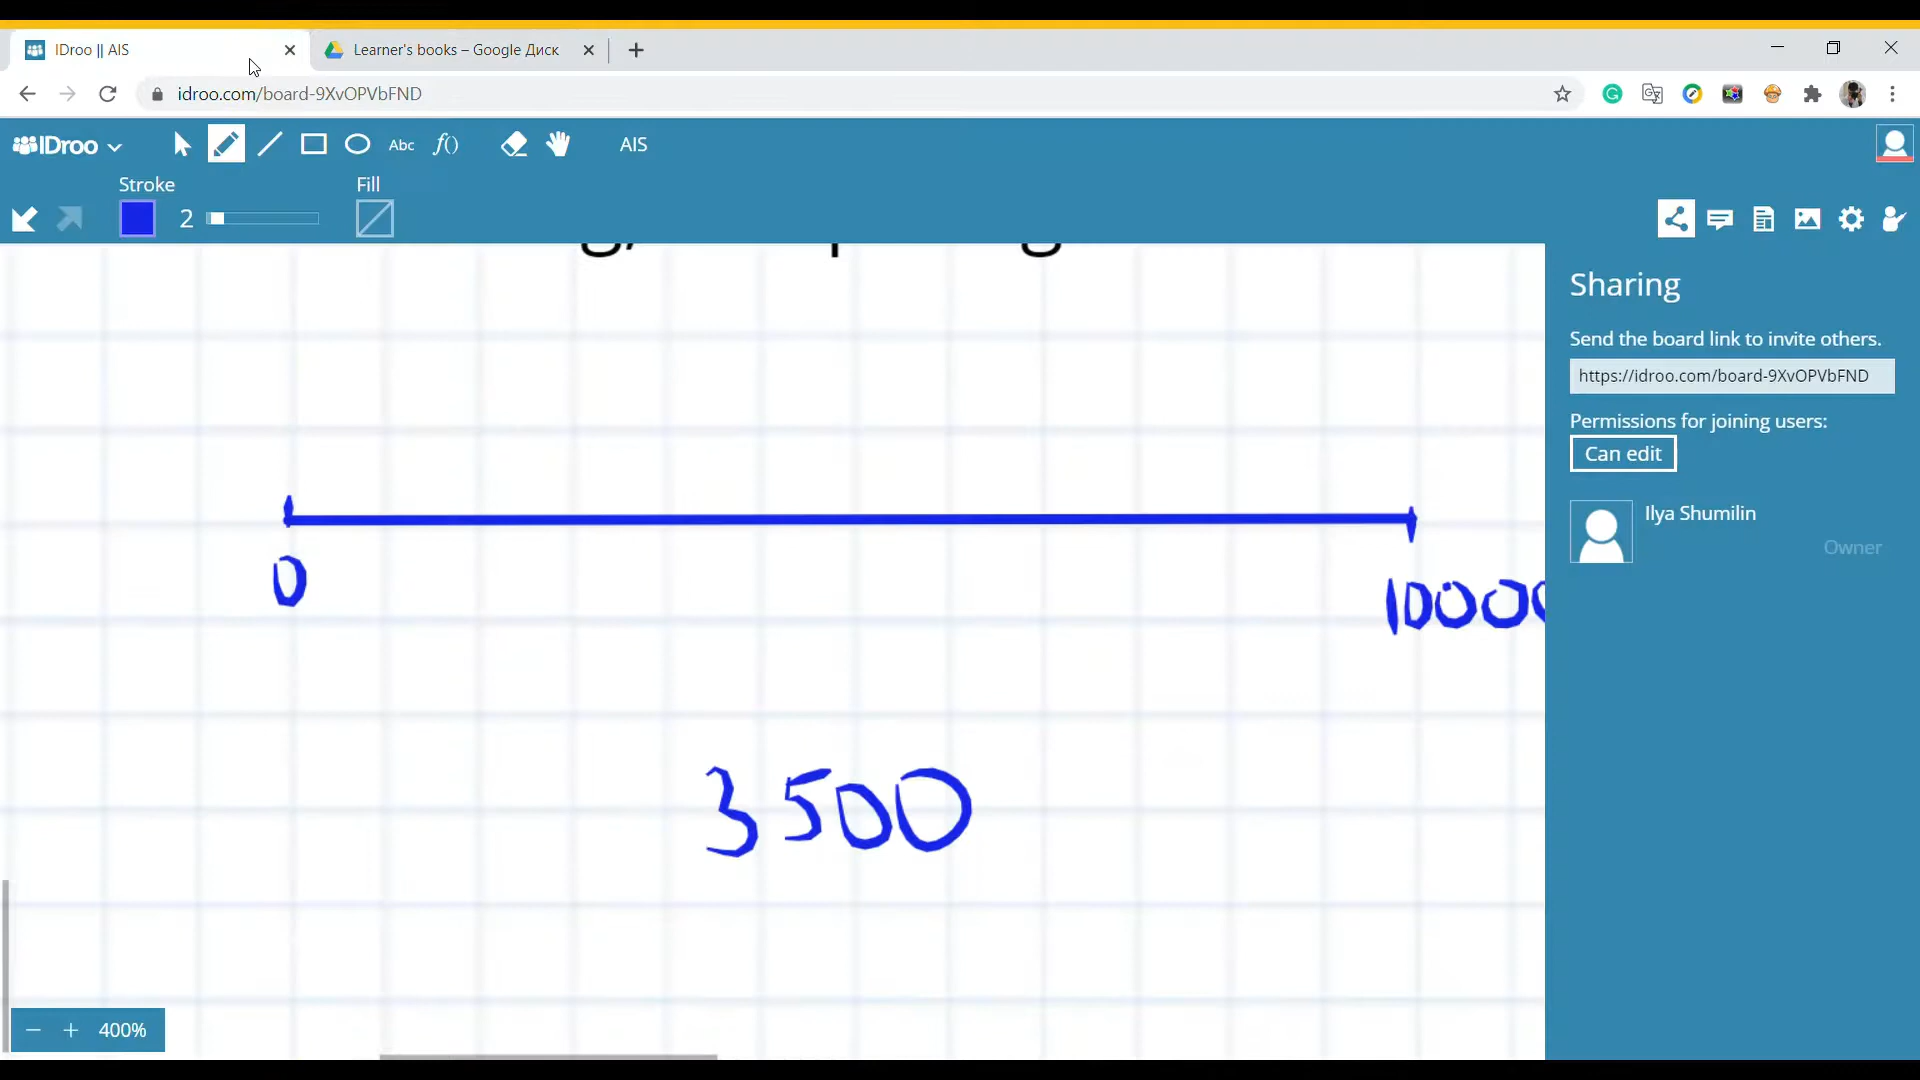 IDroo || AIS
Learner's books – Google Диск
idroo.com/board-9XvOPVbFND
IDroo
Abc
f()
AIS
Stroke
Fill
2
Sharing
Send the board link to invite others.
https://idroo.com/board-9XvOPVbFND
Permissions for joining users:
Can edit
Ilya Shumilin
Owner
0
10000
3500
400%